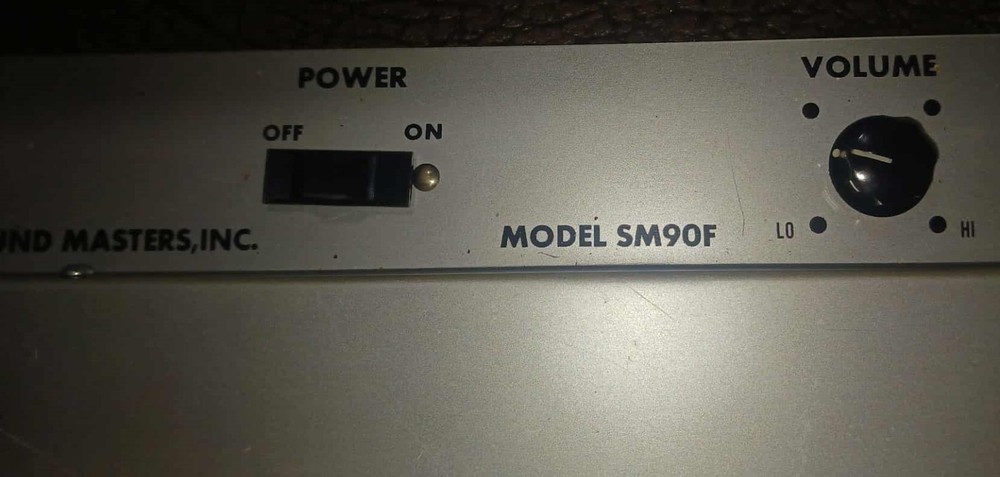 POWER
VOLUME
OFF ON
UND MASTERS,INC.
MODEL SM90F
LO HI